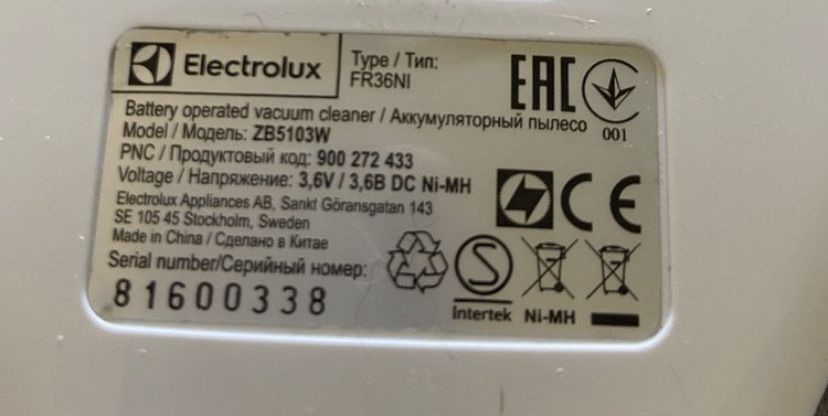 Electrolux
Type / Тип:
FR36NI
EAC
001
Battery operated vacuum cleaner / Аккумуляторный пылесо
Model / Модель: ZB5103W
PNC / Продуктовый код: 900 272 433
Voltage / Напряжение: 3,6V / 3,6В DC Ni-MH
Electrolux Appliances AB, Sankt Göransgatan 143
SE 105 45 Stockholm, Sweden
Made in China / Сделано в Китае
Serial number/Серийный номер:
81600338
CE
S
Intertek
Ni-MH